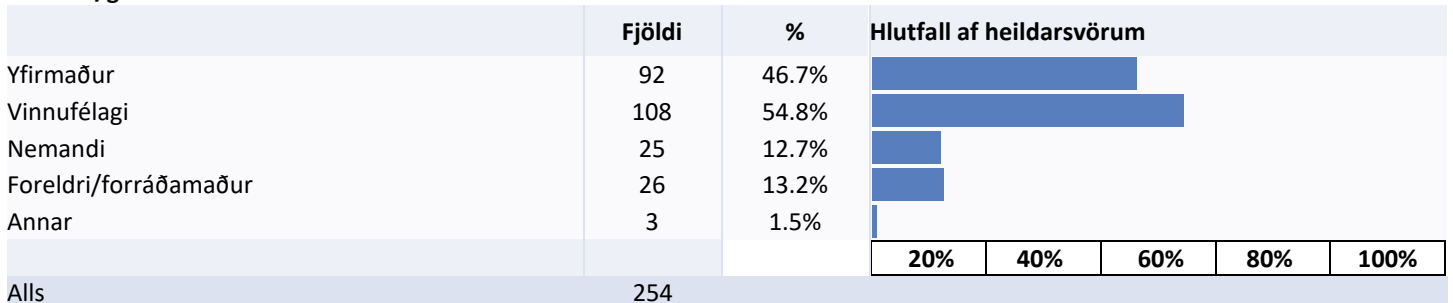 Fjöldi % Hlutfall af heildarsvörum
Yfirmaður 92 46.7%
Vinnufélagi 108 54.8%
Nemandi 25 12.7%
Foreldri/forráðamaður 26 13.2%
Annar 3 1.5%
20% 40% 60% 80% 100%
Alls 254